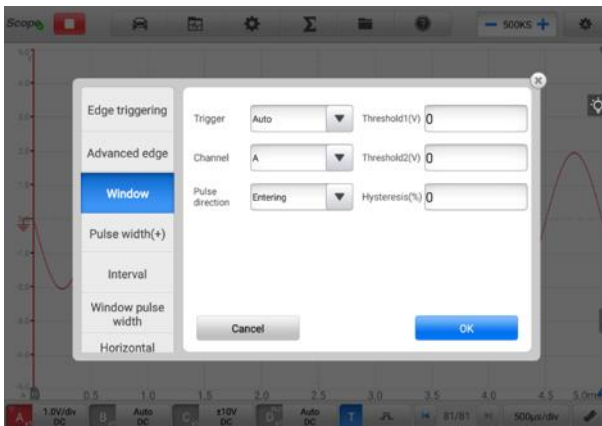 Scope
500KS
5.0
Edge triggering
Advanced edge
Window
Pulse width(+)
Interval
Window pulse
width
Horizontal
Trigger
Auto
Threshold1(V)
0
Channel
A
Threshold2(V)
0
Pulse
direction
Entering
Hysteresis(%)
0
Cancel
OK
0.5 1.0 1.5 2.0 2.5 3.0 3.5 4.0 4.5 5.0m
A
1.0V/div
DC
B
Auto
DC
C
±10V
DC
D
Auto
DC
T
81/81
500µs/div